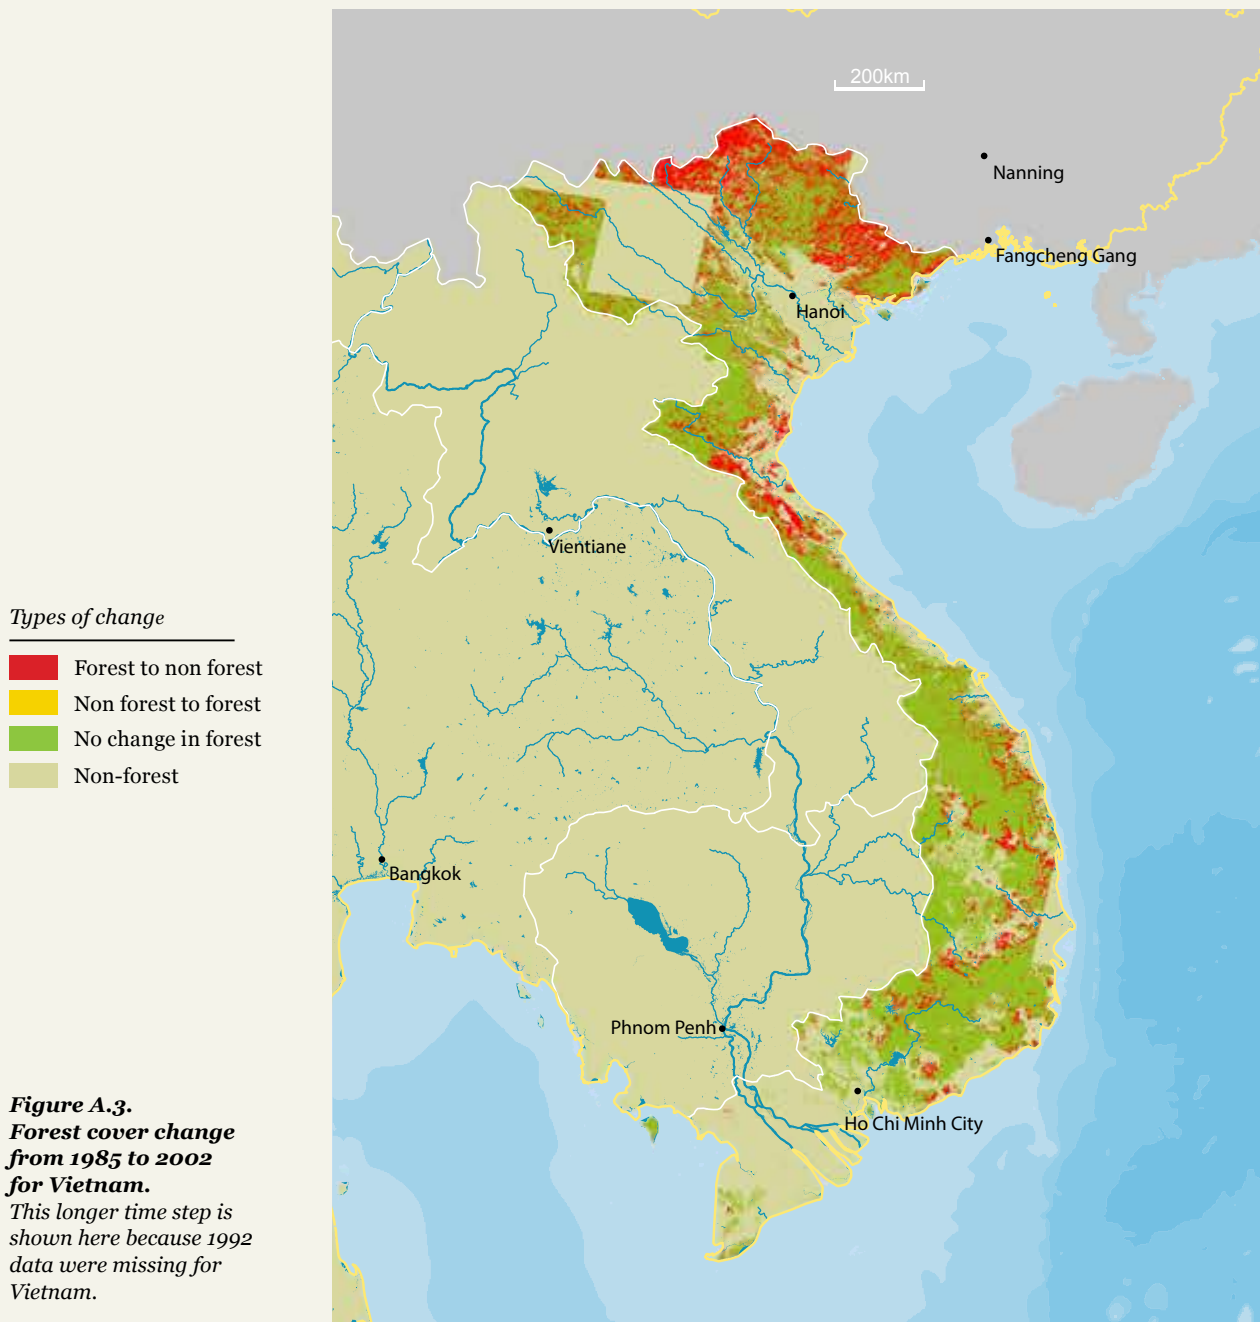 200km
Nanning
Fangcheng Gang
Hanoi
Vientiane
Types of change
Forest to non forest
Non forest to forest
No change in forest
Non-forest
Bangkok
Phnom Penh
Ho Chi Minh City
Figure A.3.
Forest cover change
from 1985 to 2002
for Vietnam.
This longer time step is
shown here because 1992
data were missing for
Vietnam.